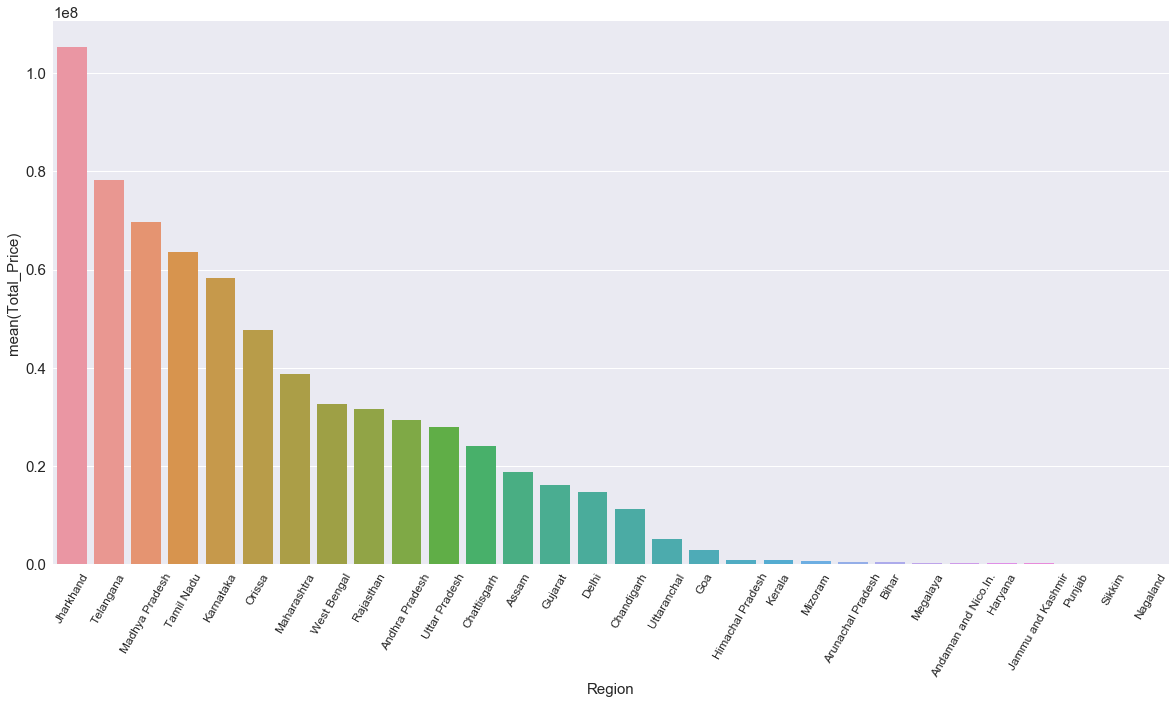 1e8
1.0
0.8
0.6
0.4
0.2
0.0
mean(Total_Price)
Jharkhand
Telangana
Madhya Pradesh
Tamil Nadu
Karnataka
Orissa
Maharashtra
West Bengal
Rajasthan
Andhra Pradesh
Uttar Pradesh
Chattisgarh
Assam
Gujarat
Delhi
Chandigarh
Uttaranchal
Goa
Himachal Pradesh
Kerala
Mizoram
Arunachal Pradesh
Bihar
Megalaya
Andaman and Nico.In.
Haryana
Jammu and Kashmir
Punjab
Sikkim
Nagaland
Region